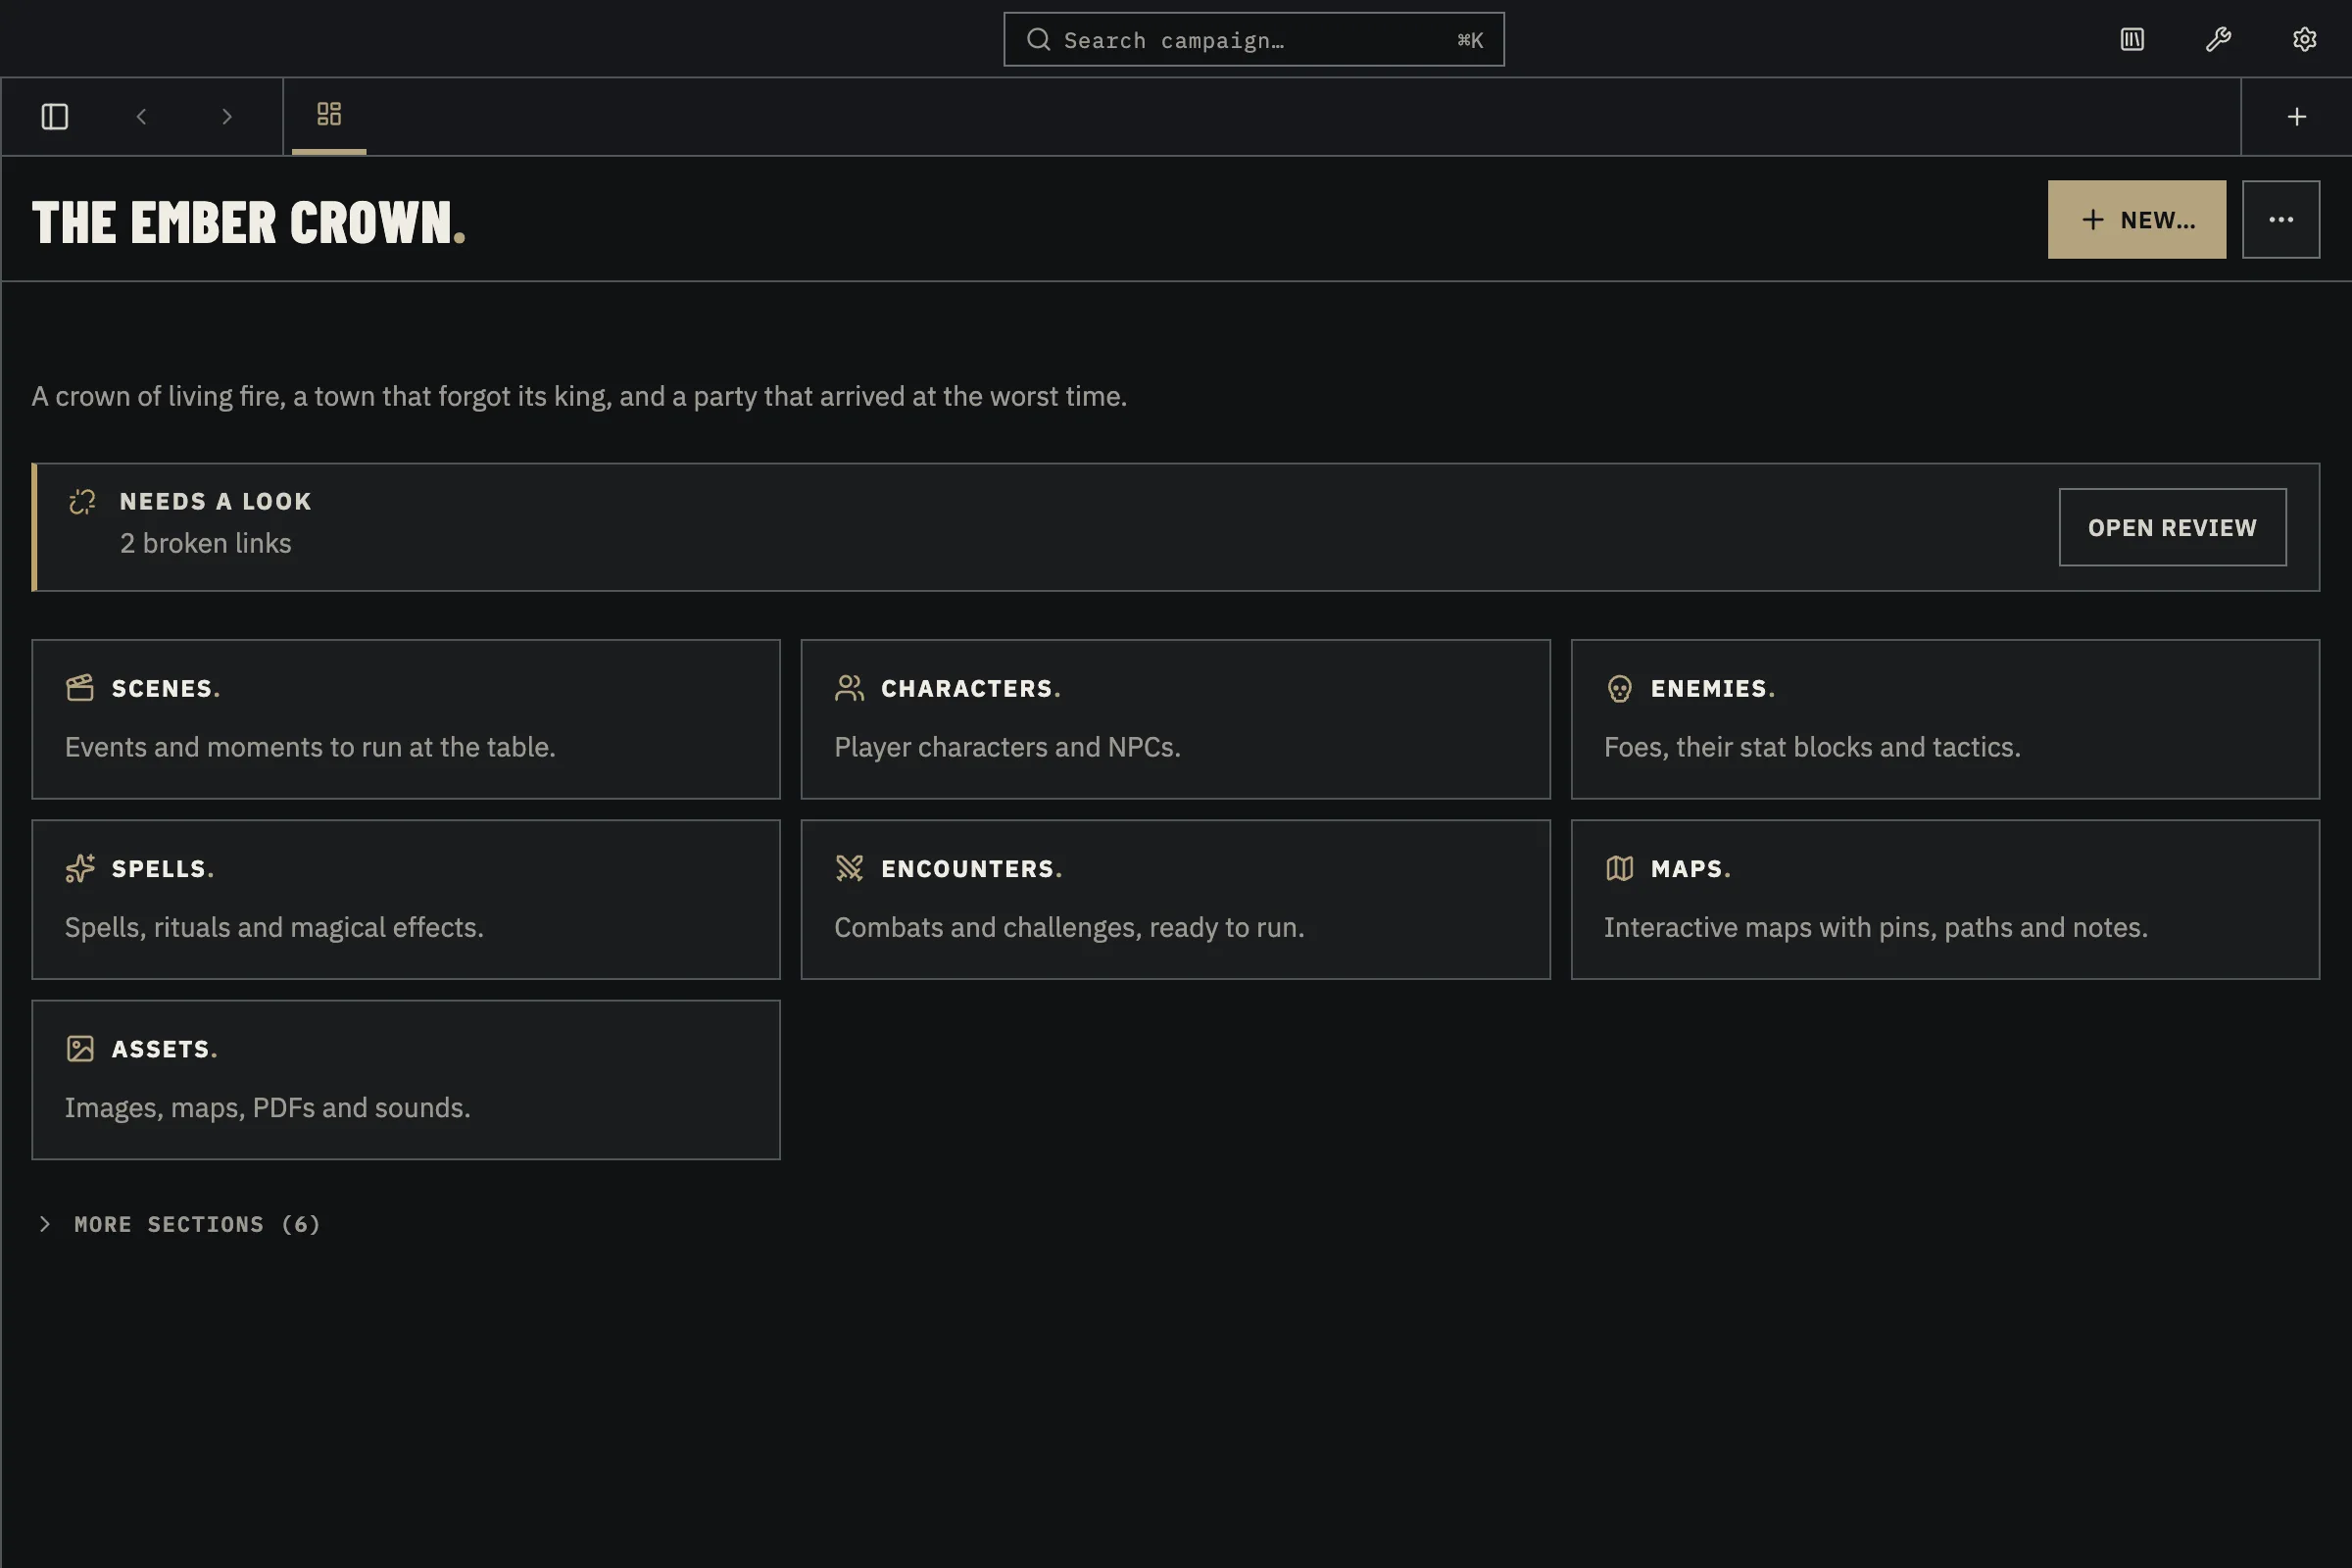 Search campaign… ⌘K
THE EMBER CROWN.
+ NEW...
A crown of living fire, a town that forgot its king, and a party that arrived at the worst time.
NEEDS A LOOK
2 broken links
OPEN REVIEW
SCENES.
Events and moments to run at the table.
CHARACTERS.
Player characters and NPCs.
ENEMIES.
Foes, their stat blocks and tactics.
SPELLS.
Spells, rituals and magical effects.
ENCOUNTERS.
Combats and challenges, ready to run.
MAPS.
Interactive maps with pins, paths and notes.
ASSETS.
Images, maps, PDFs and sounds.
MORE SECTIONS (6)